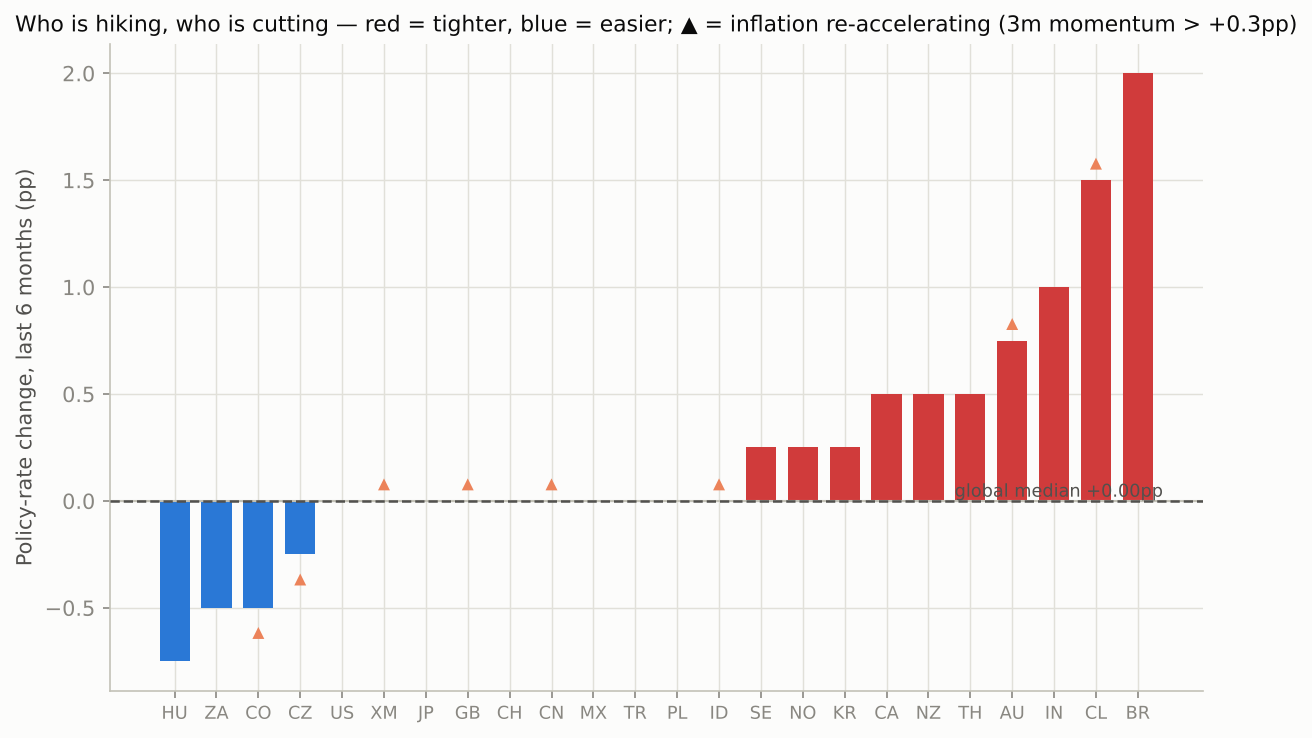 Who is hiking, who is cutting — red = tighter, blue = easier; ▲ = inflation re-accelerating (3m momentum > +0.3pp)
Policy-rate change, last 6 months (pp)
2.0
1.5
1.0
0.5
0.0
−0.5
global median +0.00pp
HU ZA CO CZ US XM JP GB CH CN MX TR PL ID SE NO KR CA NZ TH AU IN CL BR